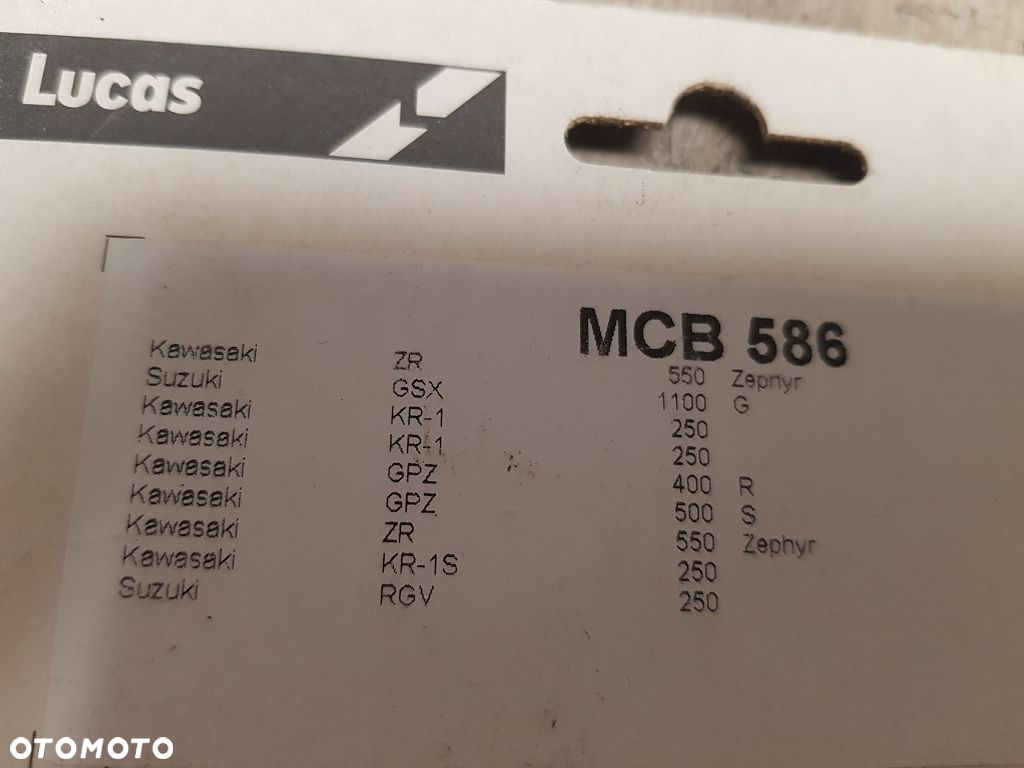 Lucas
MCB 586
Kawasaki ZR 550 Zephyr
Suzuki GSX 1100 G
Kawasaki KR-1 250
Kawasaki KR-1 250
Kawasaki GPZ 400 R
Kawasaki GPZ 500 S
Kawasaki ZR 550 Zephyr
Kawasaki KR-1S 250
Suzuki RGV 250
OTOMOTO